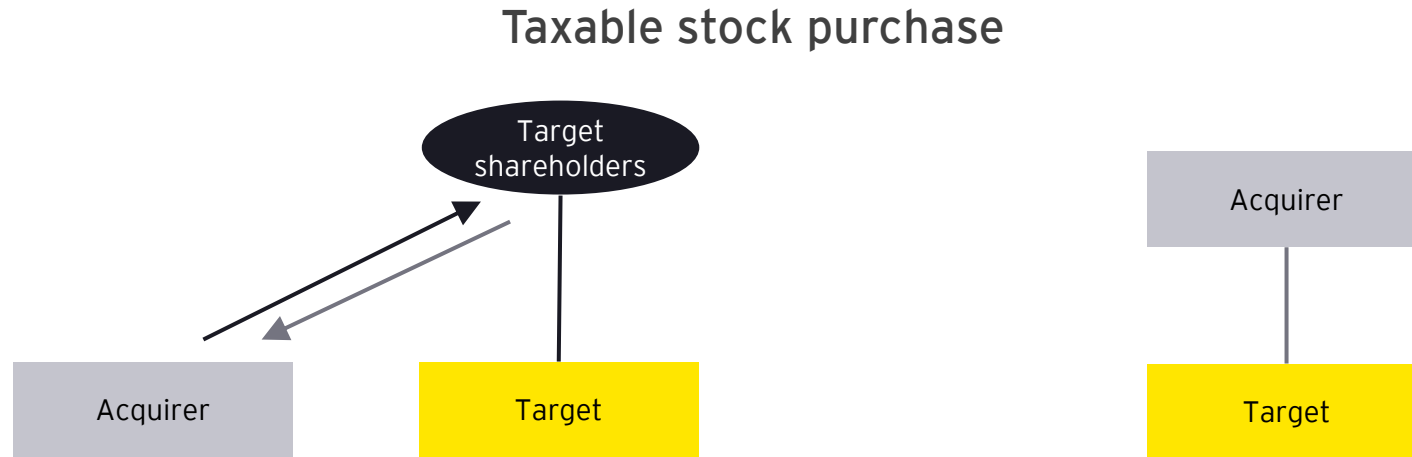 Taxable stock purchase
Target
shareholders
Acquirer
Acquirer
Target
Target